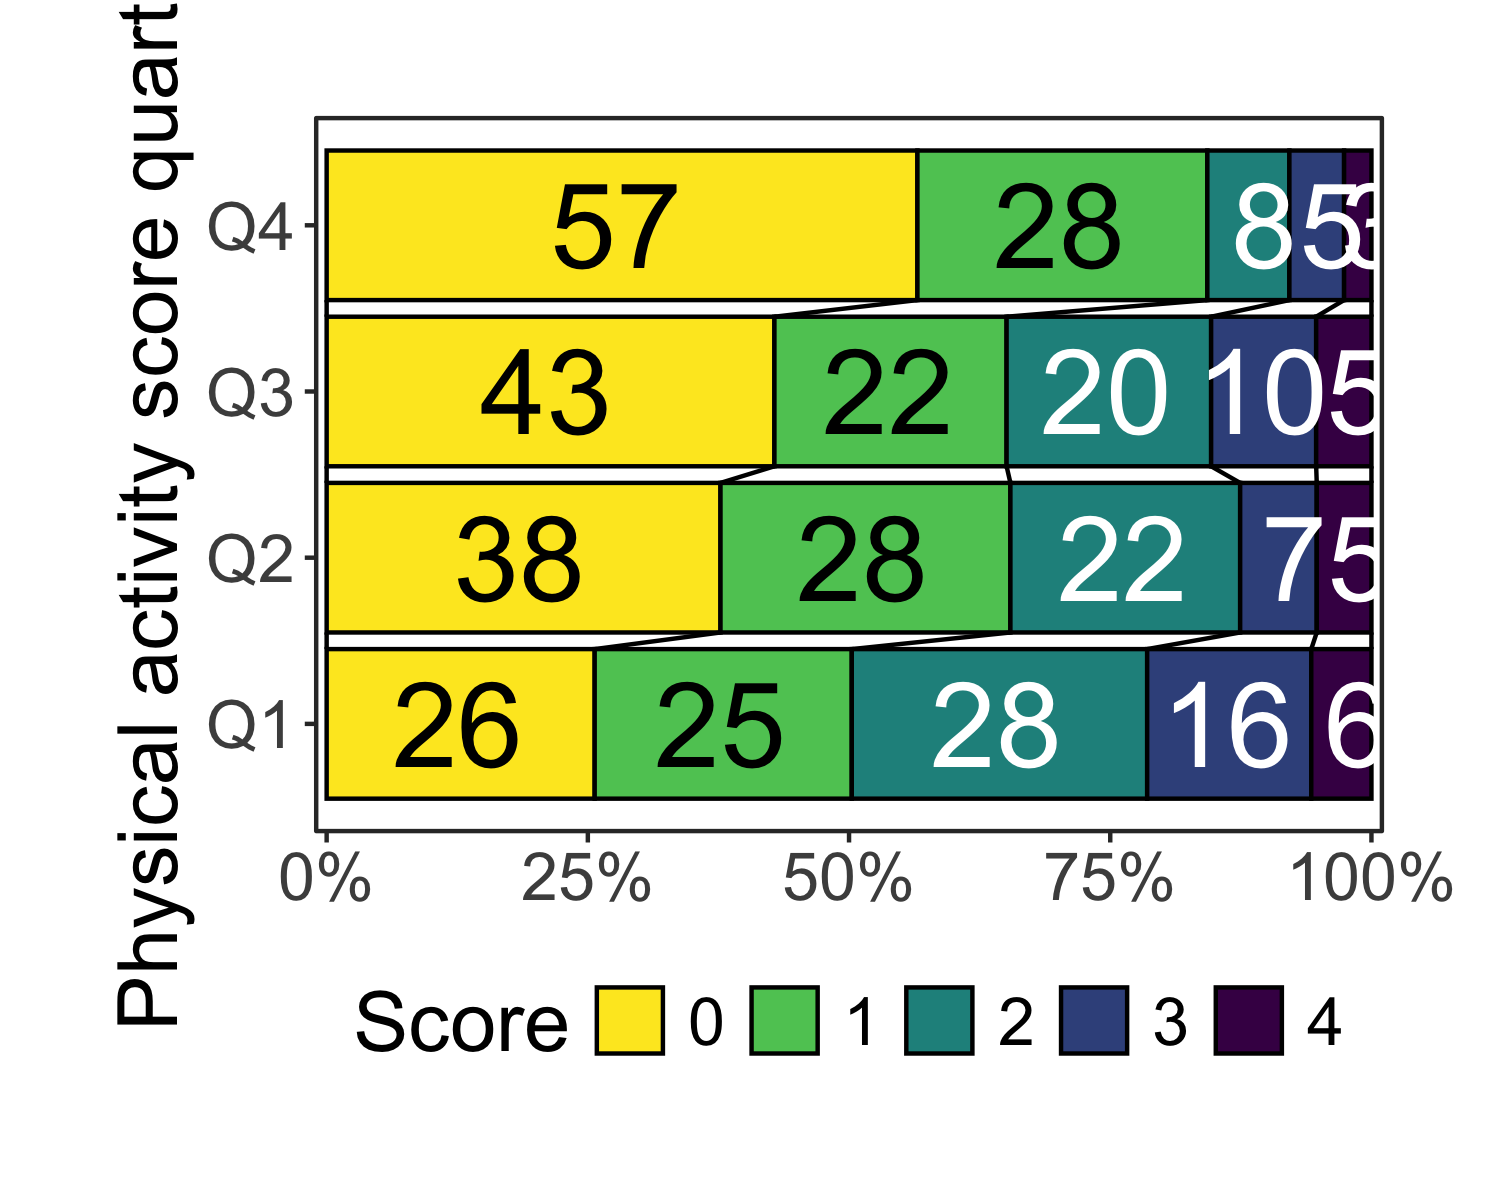 Physical activity score quart
Q4 57 28 8 5 3
Q3 43 22 20 10 5
Q2 38 28 22 7 5
Q1 26 25 28 16 6
0% 25% 50% 75% 100%
Score 0 1 2 3 4